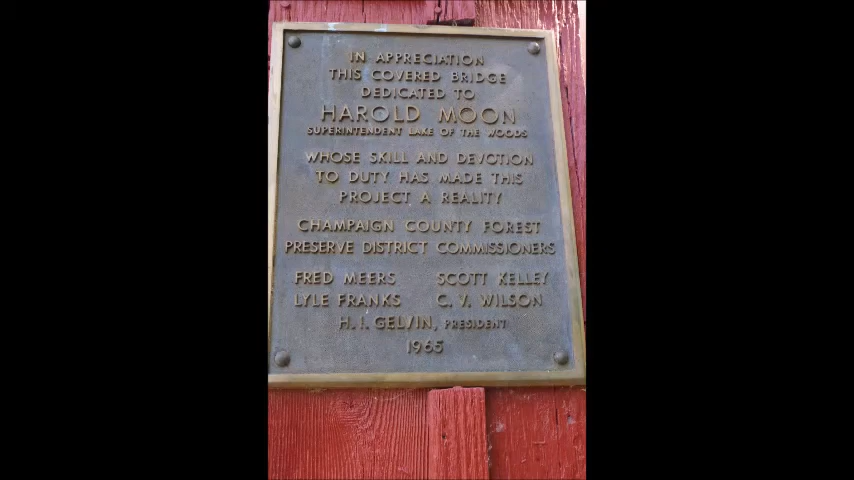 IN APPRECIATION
THIS COVERED BRIDGE
DEDICATED TO
HAROLD MOON
SUPERINTENDENT LAKE OF THE WOODS
WHOSE SKILL AND DEVOTION
TO DUTY HAS MADE THIS
PROJECT A REALITY
CHAMPAIGN COUNTY FOREST
PRESERVE DISTRICT COMMISSIONERS
FRED MEERS SCOTT KELLEY
LYLE FRANKS C. V. WILSON
H. I. GELVIN, PRESIDENT
1965